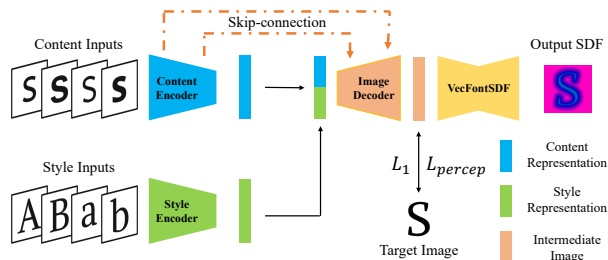 Skip-connection
Content Inputs
Output SDF
S S S S
Content
Encoder
Image
Decoder
VecFontSDF
S
Style Inputs
A B a b
Style
Encoder
L1 Lpercep
S
Target Image
Content
Representation
Style
Representation
Intermediate
Image